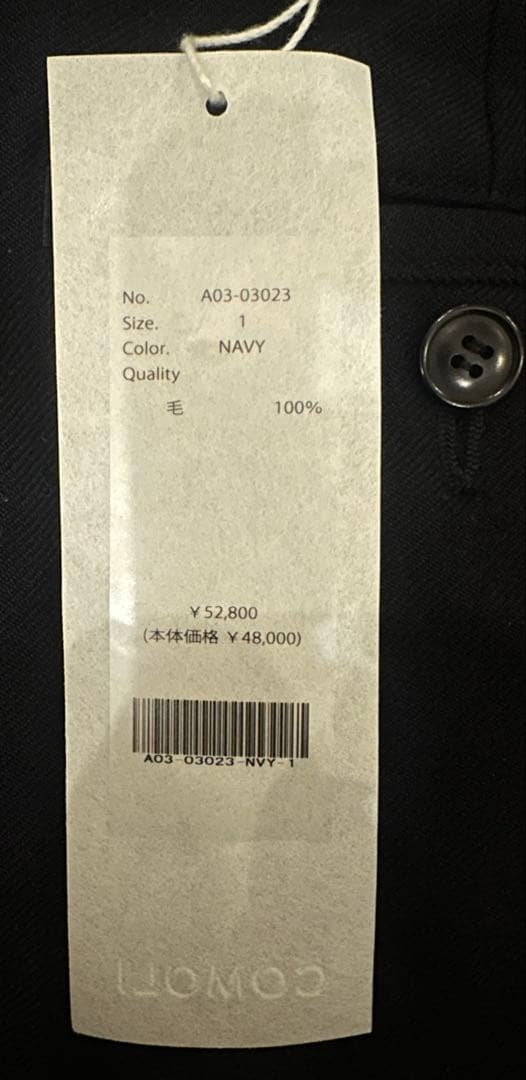 No. A03-03023
Size. 1
Color. NAVY
Quality
毛 100%
￥52,800
(本体価格 ￥48,000)
A03-03023-NVY-1
COMOLI